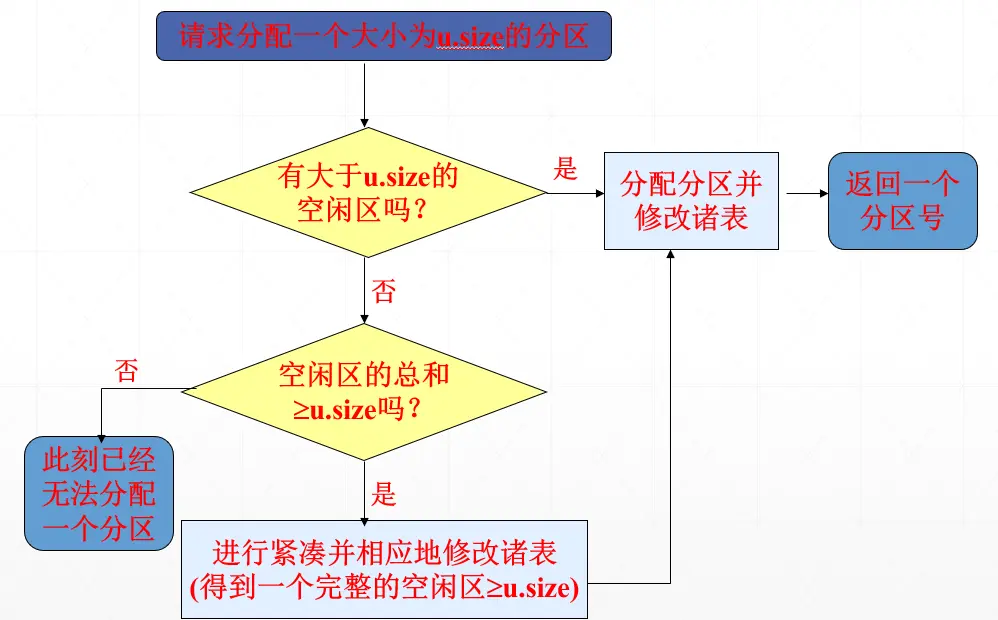 请求分配一个大小为u.size的分区
有大于u.size的
空闲区吗？
是
分配分区并
修改诸表
返回一个
分区号
否
空闲区的总和
≥u.size吗？
否
此刻已经
无法分配
一个分区
是
进行紧凑并相应地修改诸表
(得到一个完整的空闲区≥u.size)